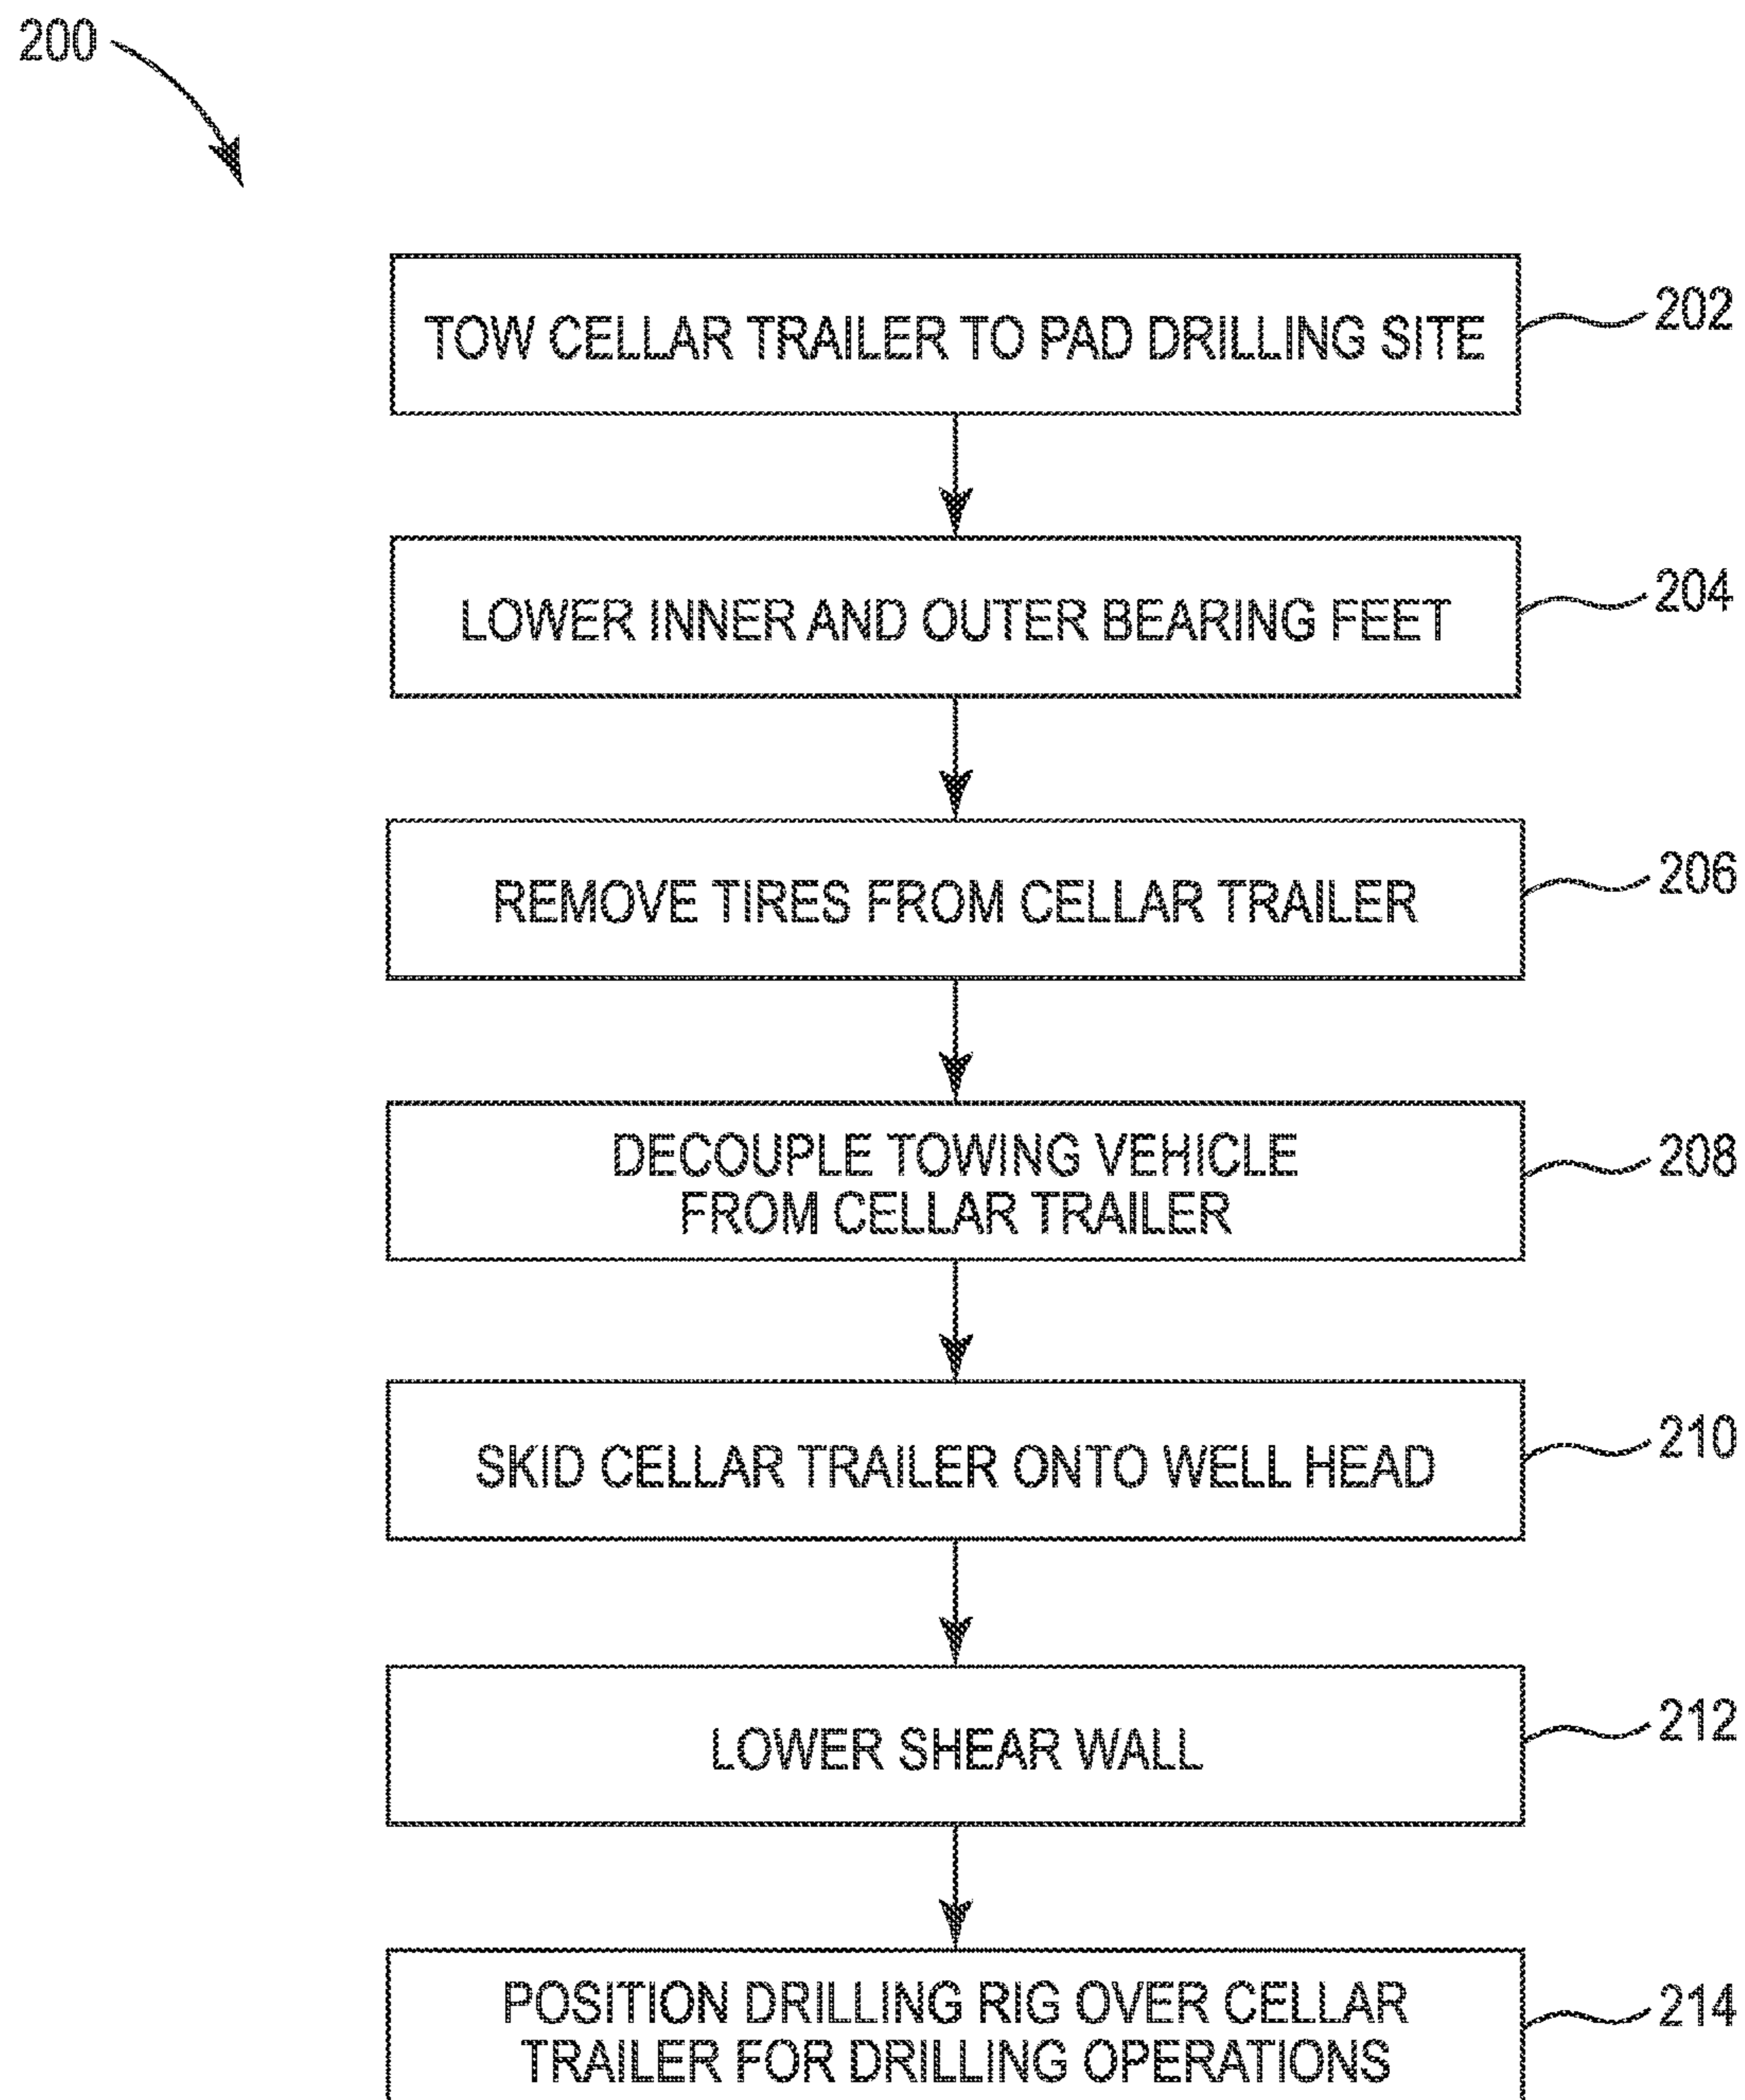 200
TOW CELLAR TRAILER TO PAD DRILLING SITE
202
LOWER INNER AND OUTER BEARING FEET
204
REMOVE TIRES FROM CELLAR TRAILER
206
DECOUPLE TOWING VEHICLE
FROM CELLAR TRAILER
208
SKID CELLAR TRAILER ONTO WELL HEAD
210
LOWER SHEAR WALL
212
POSITION DRILLING RIG OVER CELLAR
TRAILER FOR DRILLING OPERATIONS
214